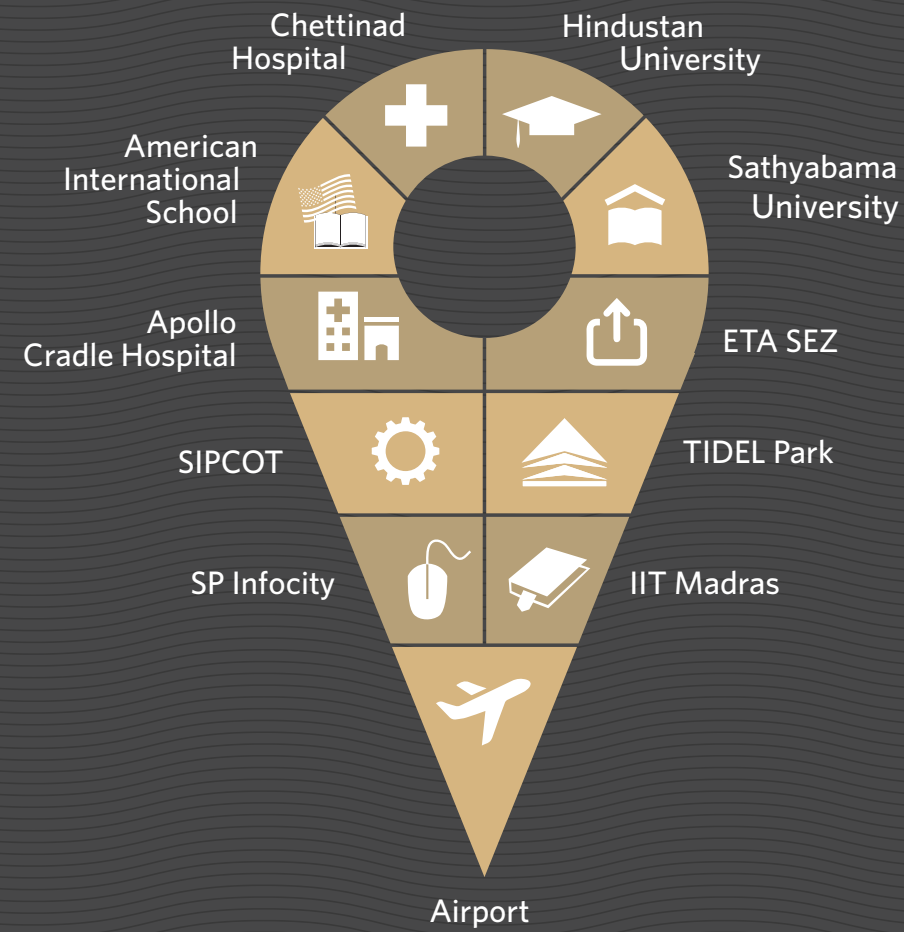 Chettinad
Hospital
Hindustan
University
American
International
School
Sathyabama
University
Apollo
Cradle Hospital
ETA SEZ
SIPCOT
TIDEL Park
SP Infocity
IIT Madras
Airport